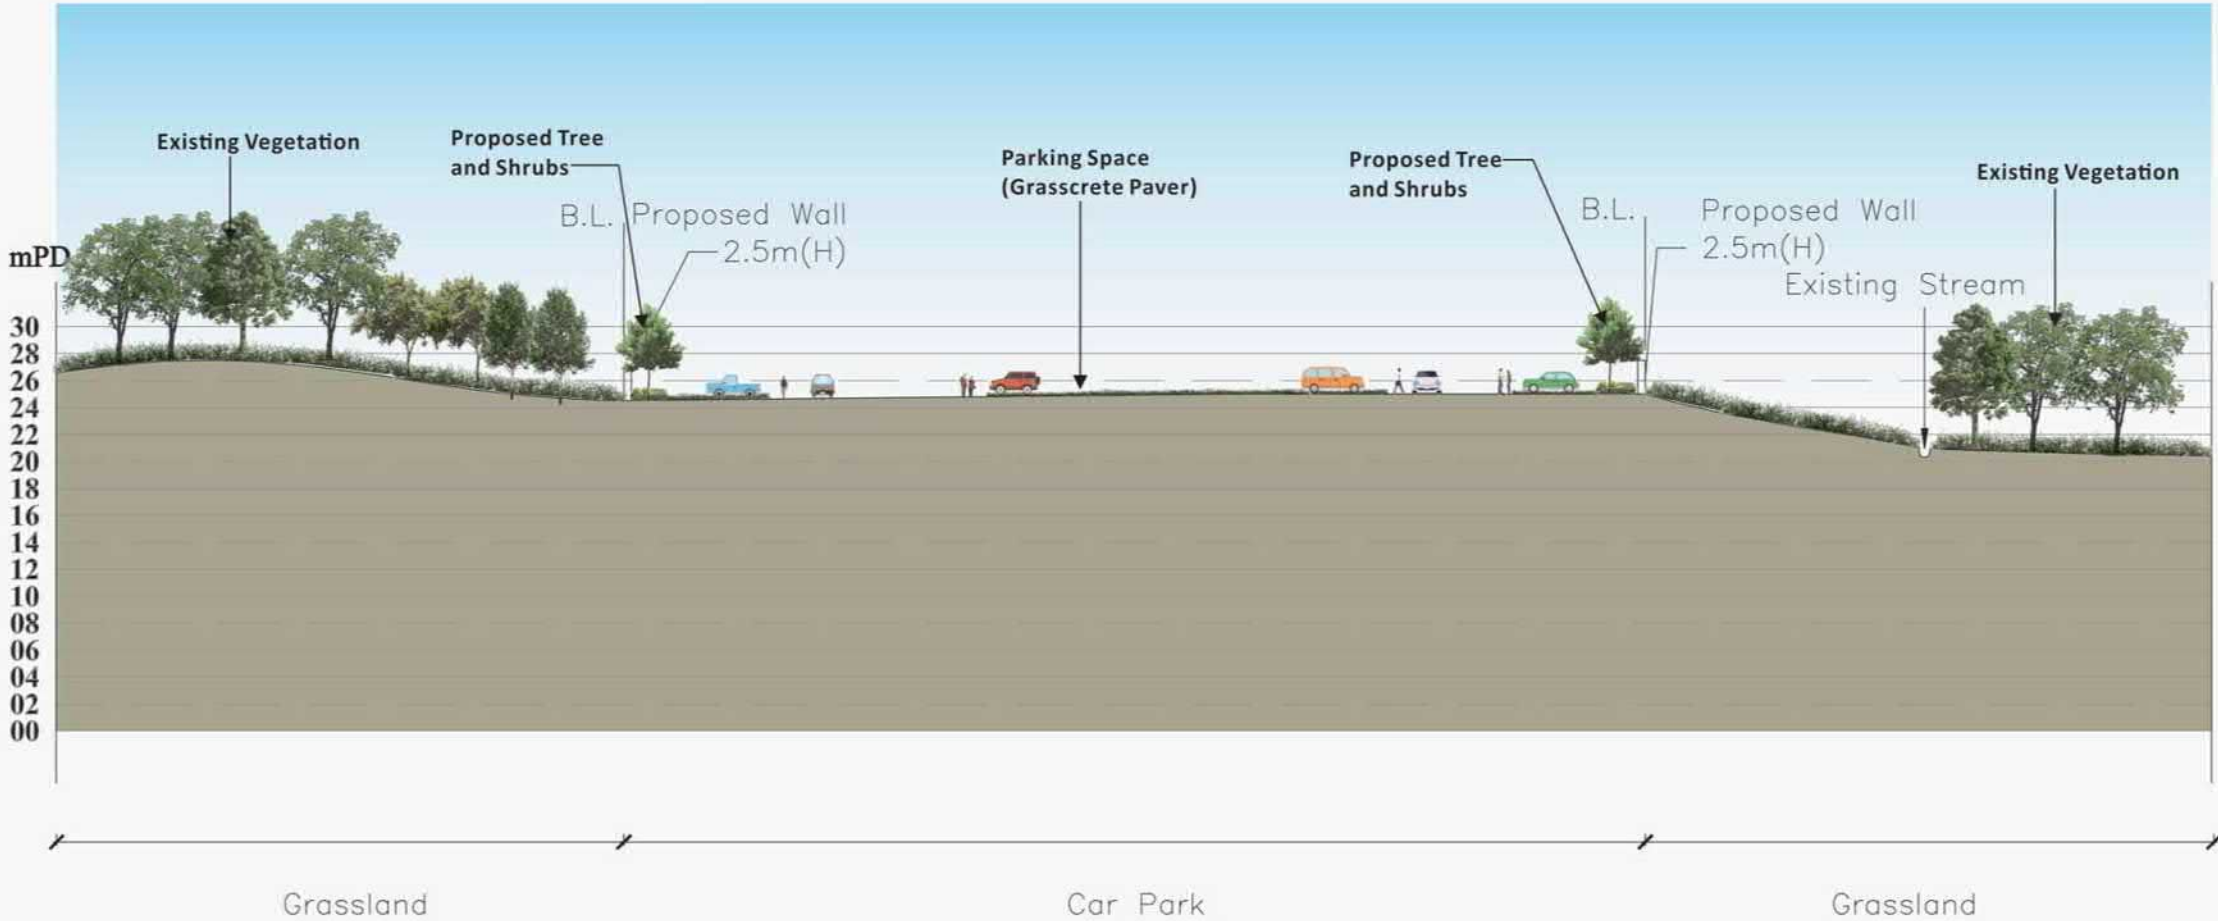 Existing Vegetation
Proposed Tree
and Shrubs
Parking Space
(Grasscrete Paver)
Proposed Tree
and Shrubs
Existing Vegetation
B.L.
Proposed Wall
2.5m(H)
B.L.
Proposed Wall
2.5m(H)
Existing Stream
mPD
30
28
26
24
22
20
18
16
14
12
10
08
06
04
02
00
Grassland
Car Park
Grassland